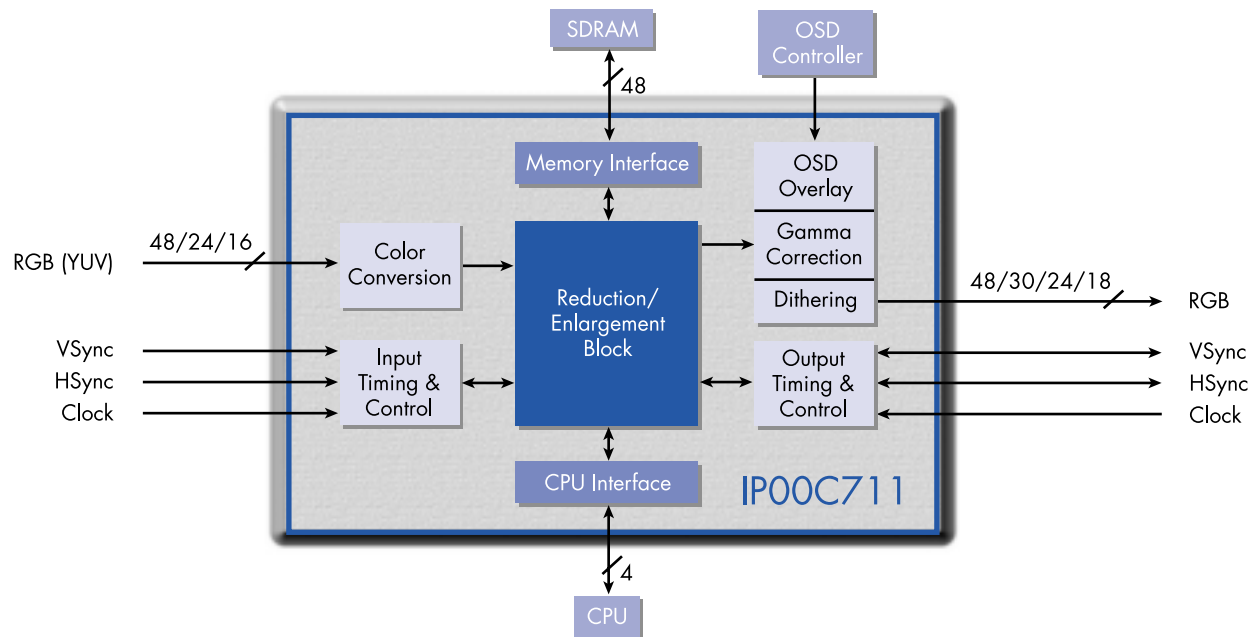 SDRAM
OSD
Controller
48
Memory Interface
OSD
Overlay
Gamma
Correction
Dithering
48/24/16
RGB (YUV)
Color
Conversion
Reduction/
Enlargement
Block
48/30/24/18
RGB
VSync
HSync
Clock
Input
Timing &
Control
Output
Timing &
Control
VSync
HSync
Clock
CPU Interface
IP00C711
4
CPU